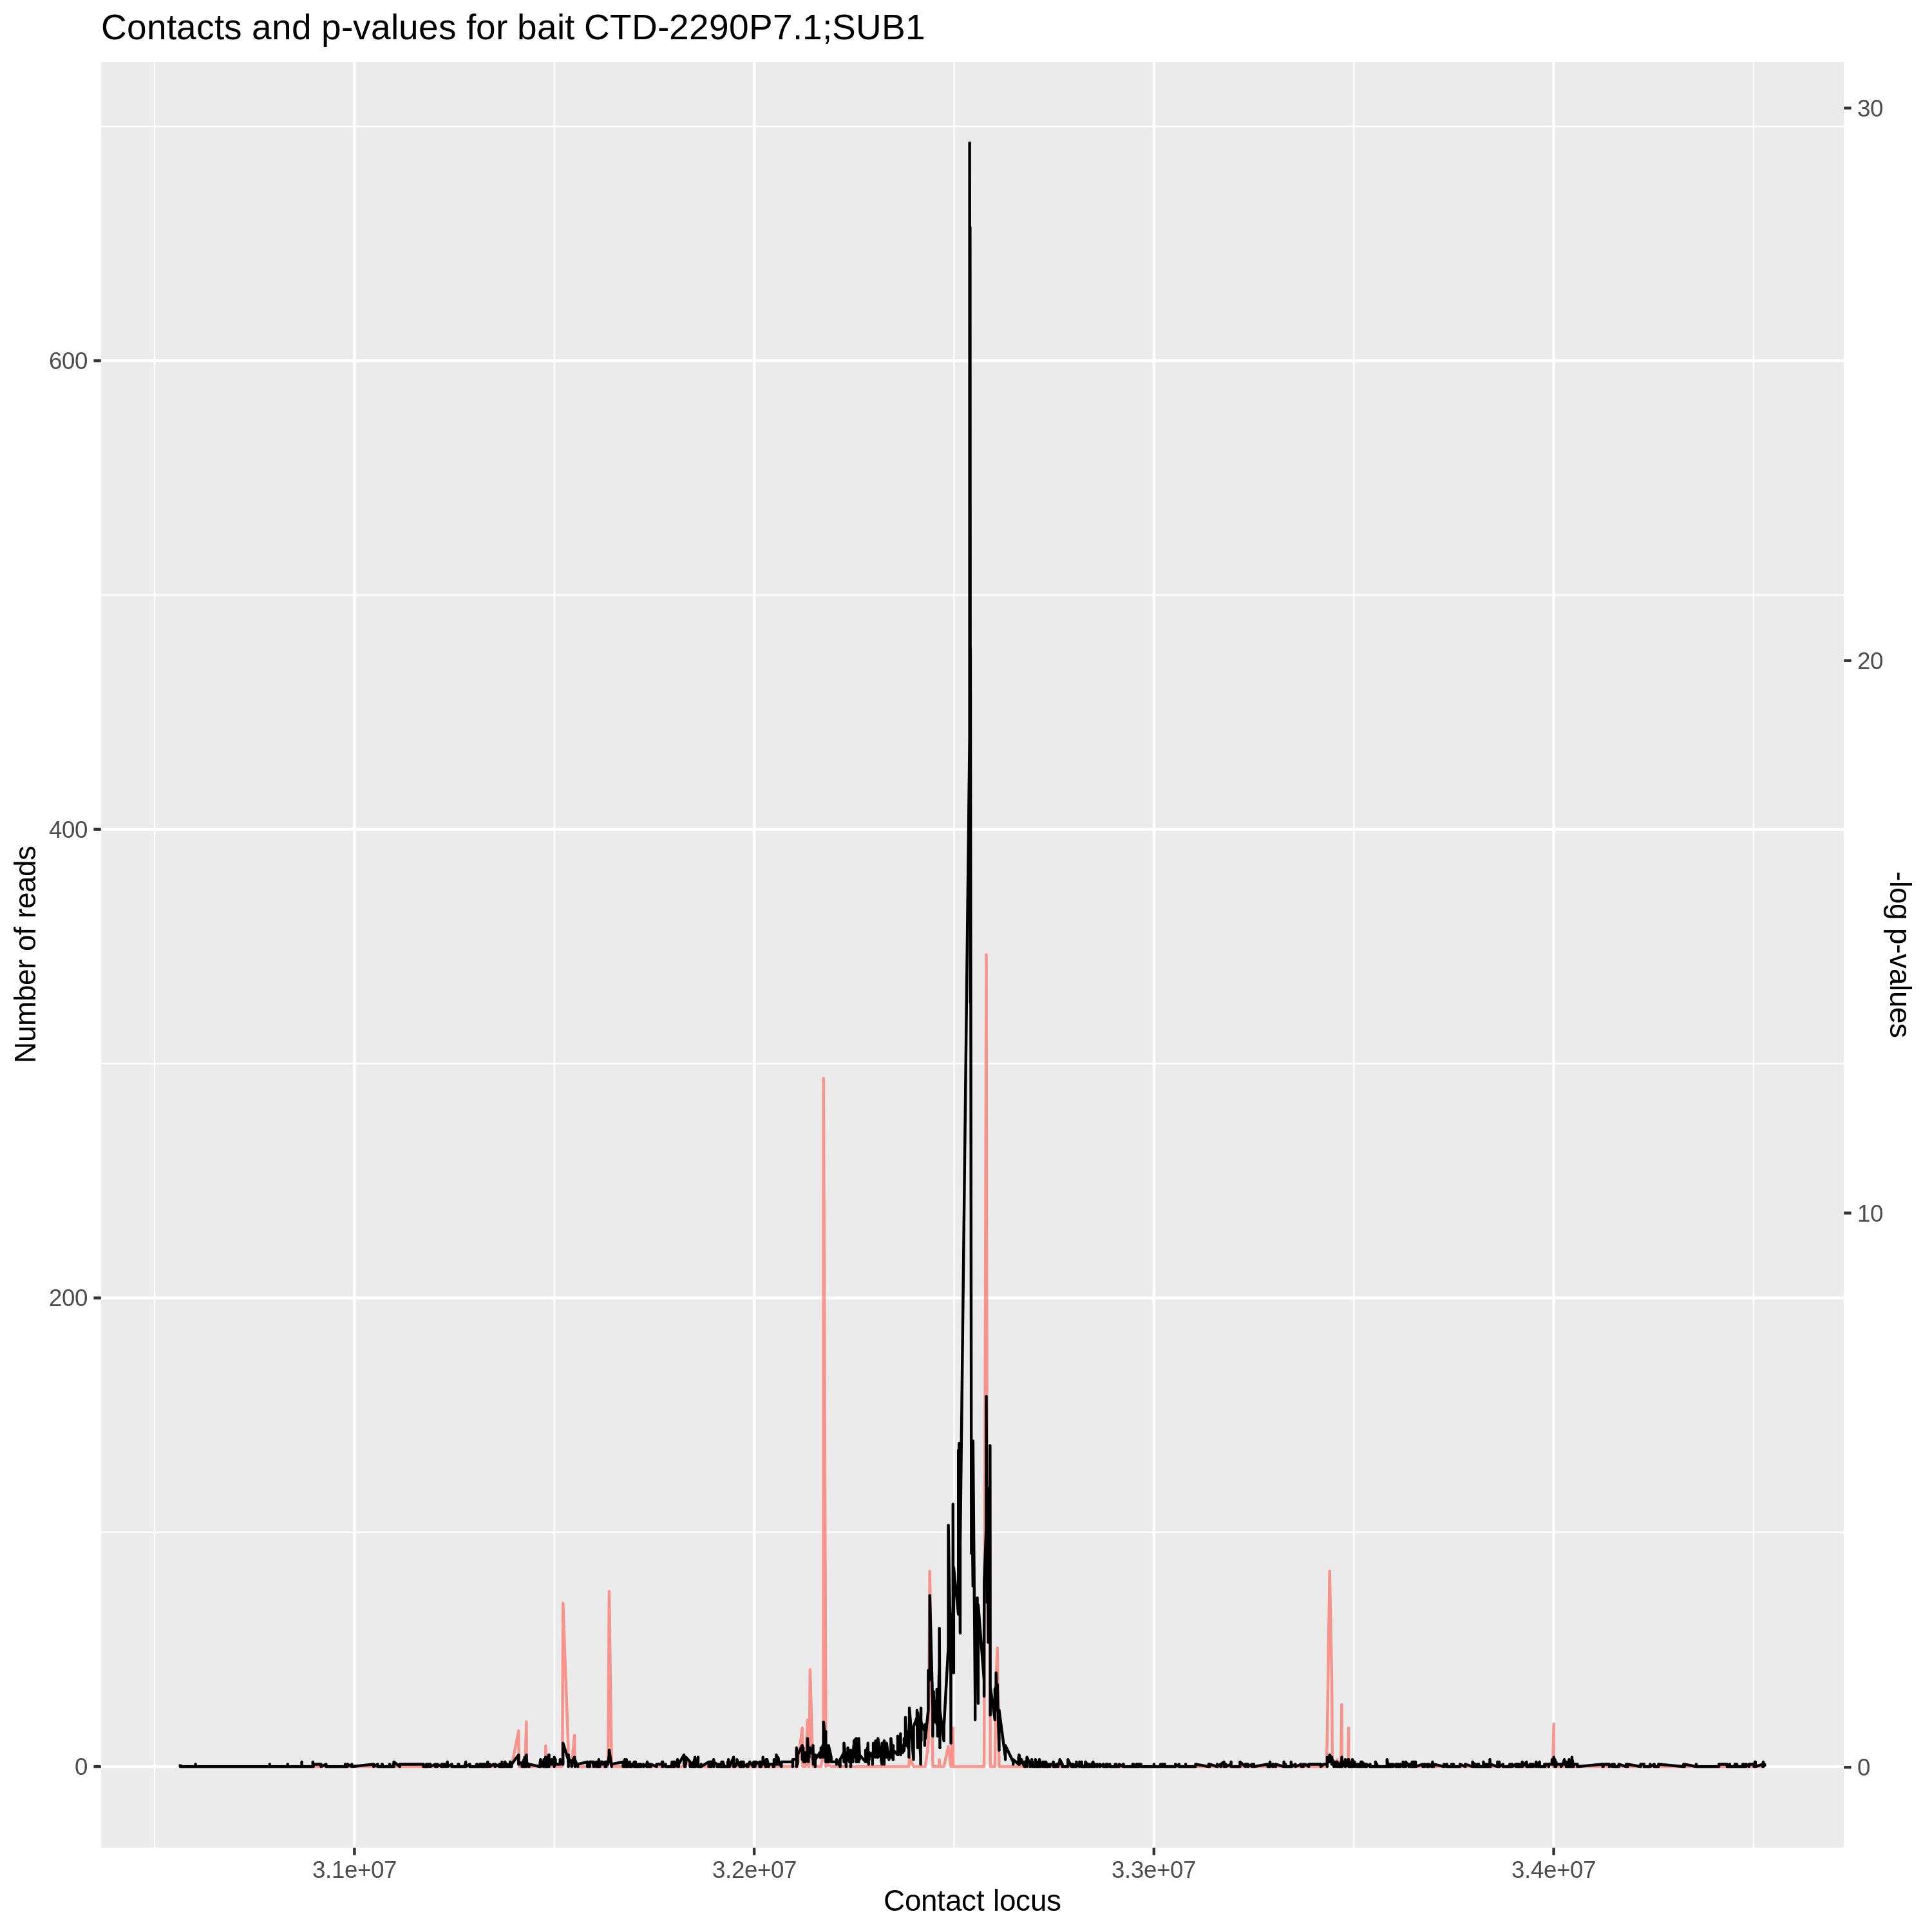 Contacts and p-values for bait CTD-2290P7.1;SUB1
Number of reads
600
400
200
0
30
20
10
0
-log p-values
3.1e+07 3.2e+07 3.3e+07 3.4e+07
Contact locus